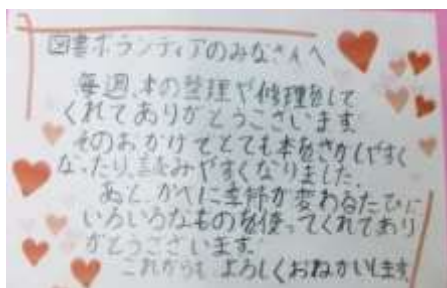 図書ボランティアのみなさんへ
毎週、本の整理や修理をして
くれてありがとうございます。
そのおかげでとても本をさがしやすく
なったり、読みやすくなりました。
あと、かべに季節が変わるたびに
いろいろなものを使ってくれてあり
がとうございます。
これからも、よろしくおねがいします。